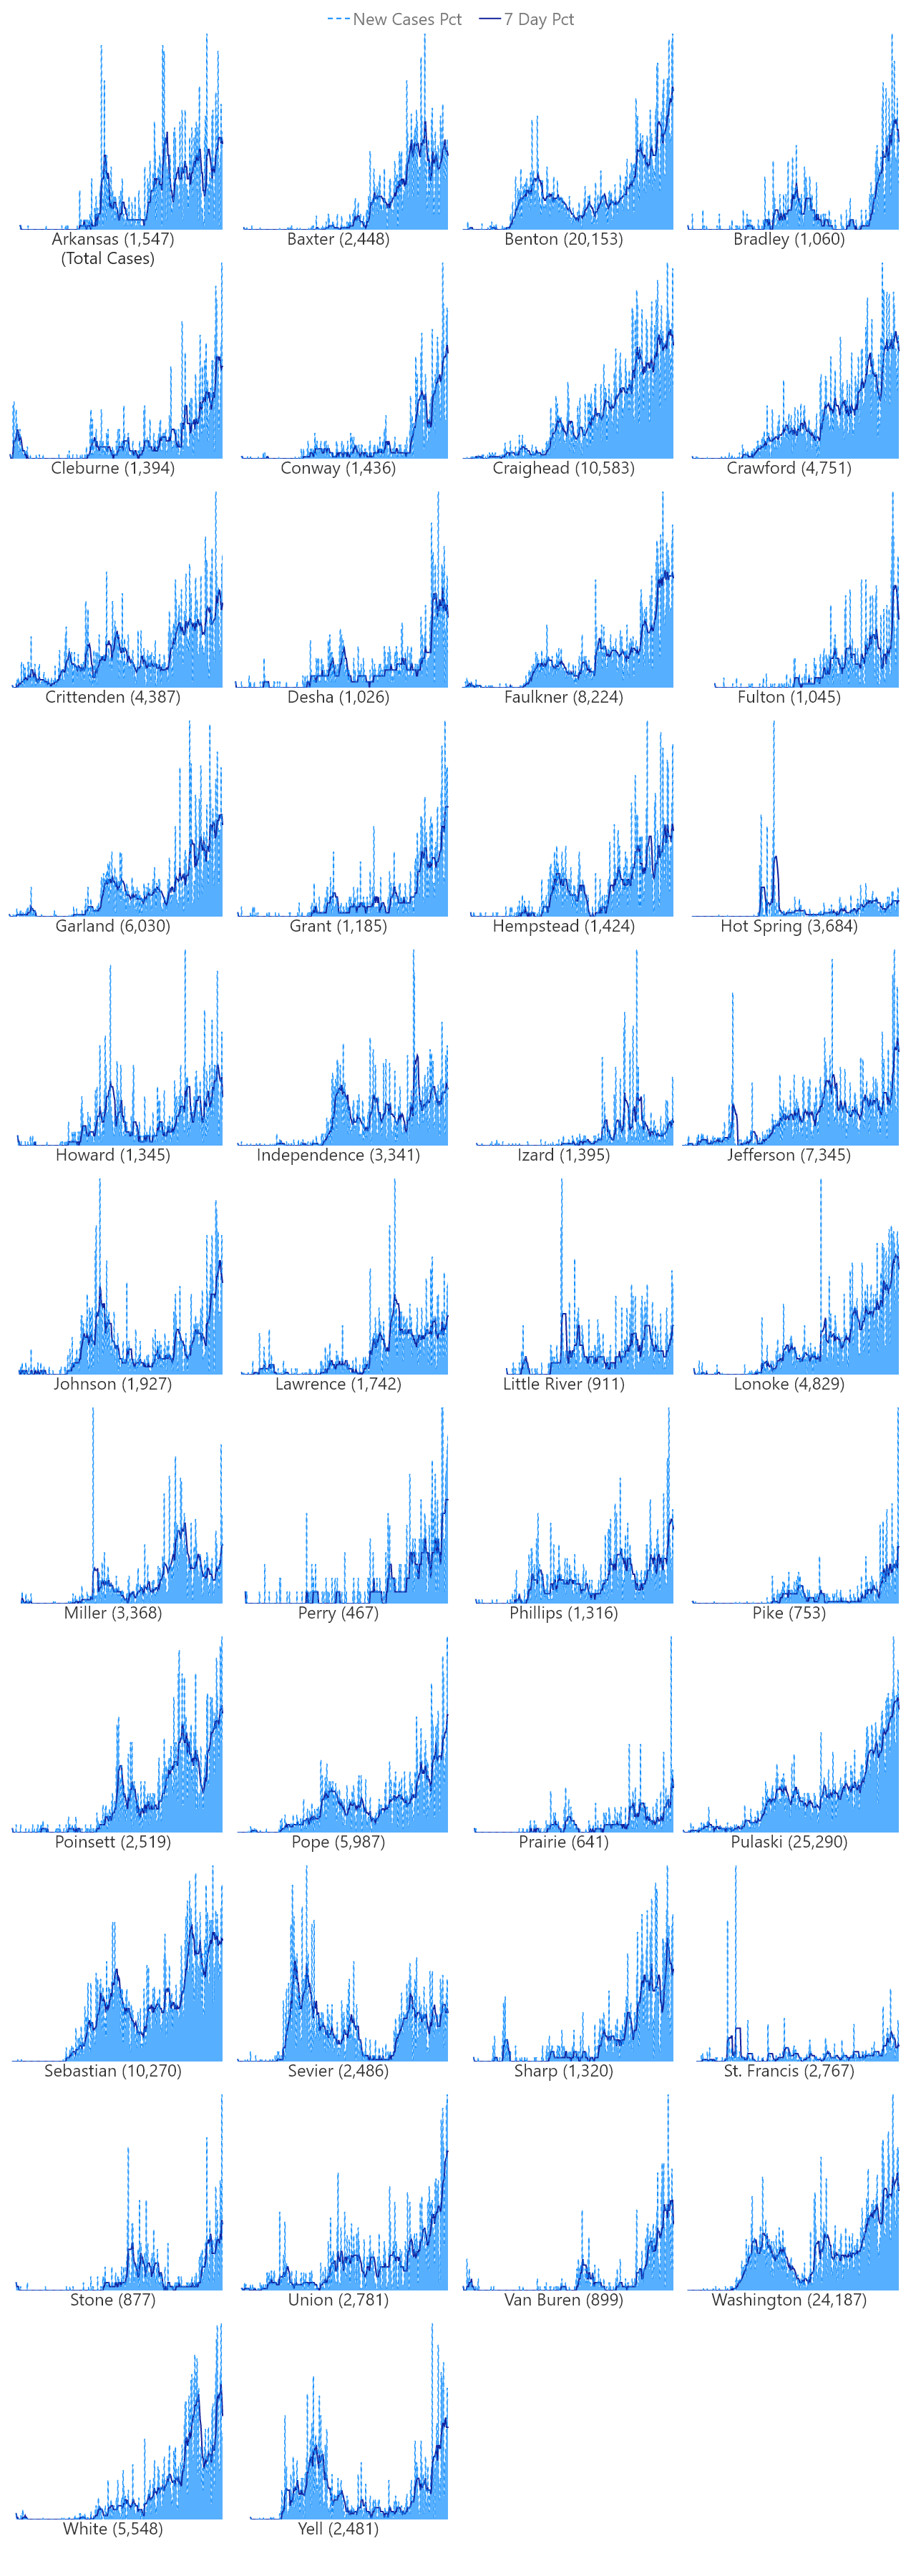 New Cases Pct 7 Day Pct
Arkansas (1,547) Baxter (2,448) Benton (20,153) Bradley (1,060)
(Total Cases)
Cleburne (1,394) Conway (1,436) Craighead (10,583) Crawford (4,751)
Crittenden (4,387) Desha (1,026) Faulkner (8,224) Fulton (1,045)
Garland (6,030) Grant (1,185) Hempstead (1,424) Hot Spring (3,684)
Howard (1,345) Independence (3,341) Izard (1,395) Jefferson (7,345)
Johnson (1,927) Lawrence (1,742) Little River (911) Lonoke (4,829)
Miller (3,368) Perry (467) Phillips (1,316) Pike (753)
Poinsett (2,519) Pope (5,987) Prairie (641) Pulaski (25,290)
Sebastian (10,270) Sevier (2,486) Sharp (1,320) St. Francis (2,767)
Stone (877) Union (2,781) Van Buren (899) Washington (24,187)
White (5,548) Yell (2,481)